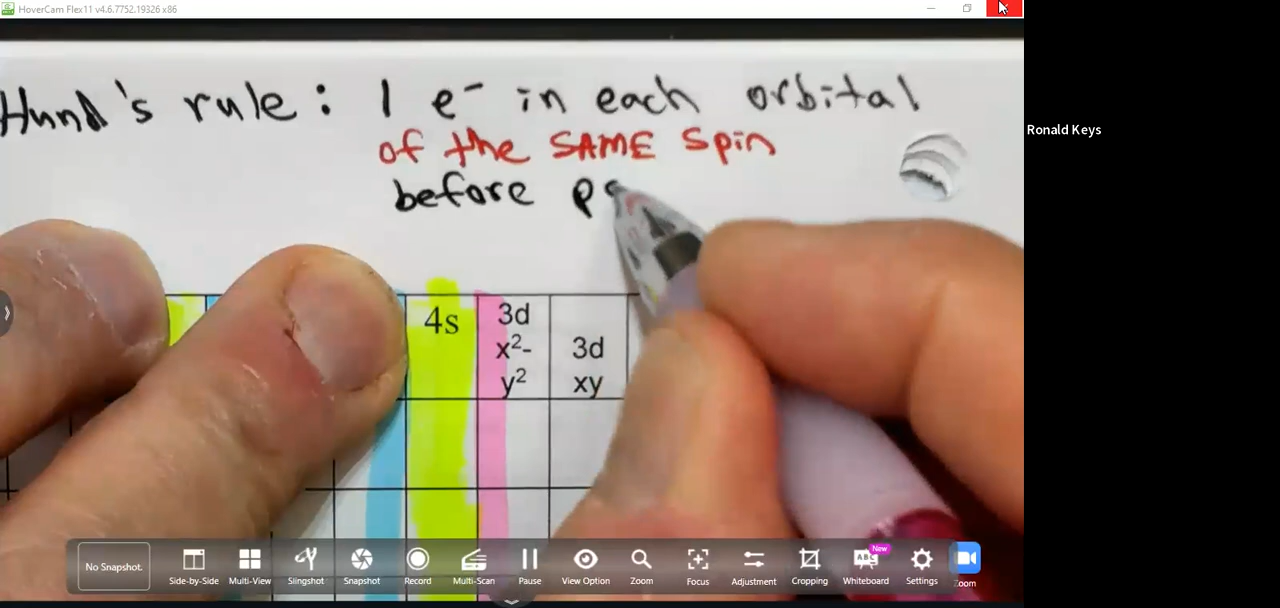 HoverCam Flex11 v4.6.7752.19326 x86
Hund's rule: 1 e⁻ in each orbital
of the SAME spin
before
Ronald Keys
4s
3d
x²-
y²
3d
xy
No Snapshot.
Side-by-Side
Multi-View
Slingshot
Snapshot
Record
Multi-Scan
Pause
View Option
Zoom
Focus
Adjustment
Cropping
ABC
New
Whiteboard
Settings
Zoom